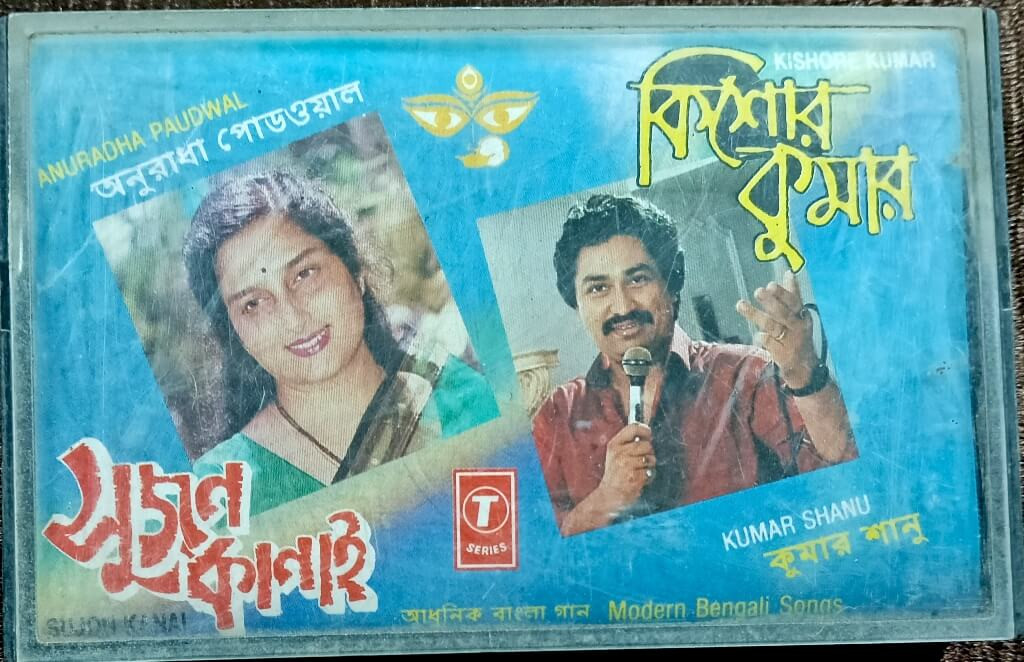 KISHORE KUMAR
কিশোর
কুমার
ANURADHA PAUDWAL
অনুরাধা পোডওয়াল
সুজন
কানাই
SUJON KANAI
T
SERIES
KUMAR SHANU
কুমার শানু
আধুনিক বাংলা গান Modern Bengali Songs